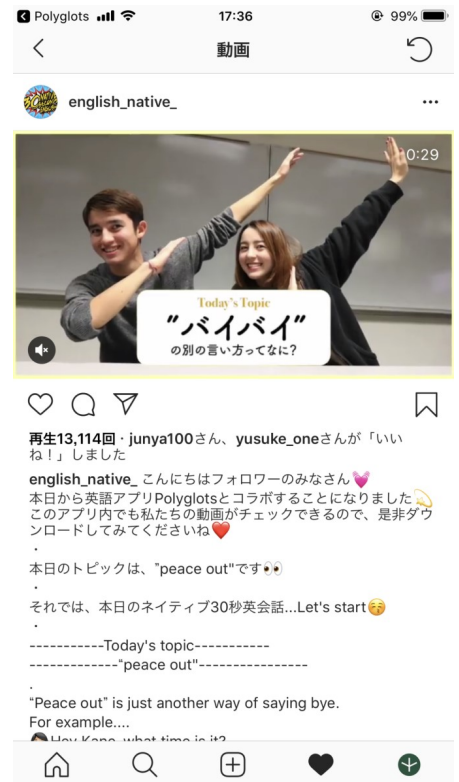 Polyglots
17:36
99%
動画
english_native_
0:29
Today's Topic
"バイバイ"
の別の言い方ってなに?
再生13,114回・junya100さん、yusuke_oneさんが「いい
ね!」しました
english_native_ こんにちはフォロワーのみなさん💓
本日から英語アプリPolyglotsとコラボすることになりました💫
このアプリ内でも私たちの動画がチェックできるので、是非ダウ
ンロードしてみてくださいね❤️
・
本日のトピックは、”peace out"です👀
・
それでは、本日のネイティブ30秒英会話...Let's start😚
・
-----------Today's topic-----------
-------------“peace out"----------------
.
“Peace out” is just another way of saying bye.
For example....
Hey Kane, what time is it?